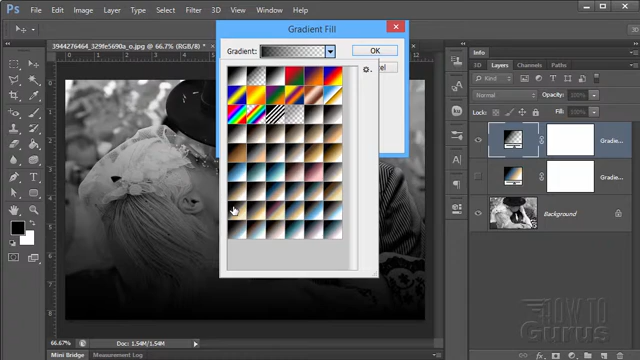 Ps File Edit Image Layer Type Select Filter 3D View Window Help
3944276464_329fe5690a_o.jpg @ 66.7% (RGB/8) *
Gradient Fill
Gradient:
OK
Info
Layers Channels Paths
Kind
Normal Opacity:
Lock: Fill: 100%
Gradie...
Gradie...
Background
HOW TO
GURUS
66.67% Doc: 1.54M/1.54M
Mini Bridge Measurement Log